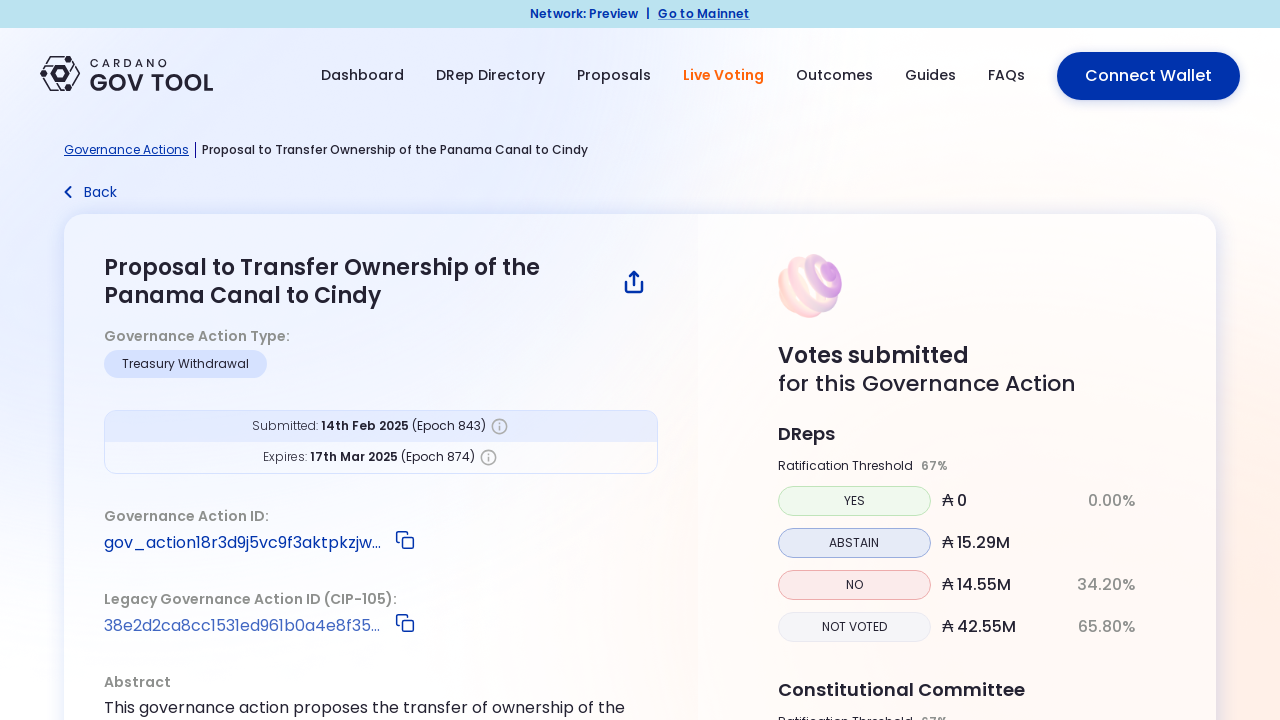 Network: Preview | Go to Mainnet
CARDANO
GOV TOOL
Dashboard
DRep Directory
Proposals
Live Voting
Outcomes
Guides
FAQs
Connect Wallet
Governance Actions | Proposal to Transfer Ownership of the Panama Canal to Cindy
Back
Proposal to Transfer Ownership of the
Panama Canal to Cindy
Governance Action Type:
Treasury Withdrawal
Submitted: 14th Feb 2025 (Epoch 843)
Expires: 17th Mar 2025 (Epoch 874)
Governance Action ID:
gov_action18r3d9j5vc9f3aktpkzjw...
Legacy Governance Action ID (CIP-105):
38e2d2ca8cc1531ed961b0a4e8f35...
Abstract
This governance action proposes the transfer of ownership of the
Votes submitted
for this Governance Action
DReps
Ratification Threshold 67%
YES ₳ 0 0.00%
ABSTAIN ₳ 15.29M
NO ₳ 14.55M 34.20%
NOT VOTED ₳ 42.55M 65.80%
Constitutional Committee
Ratification Threshold 67%